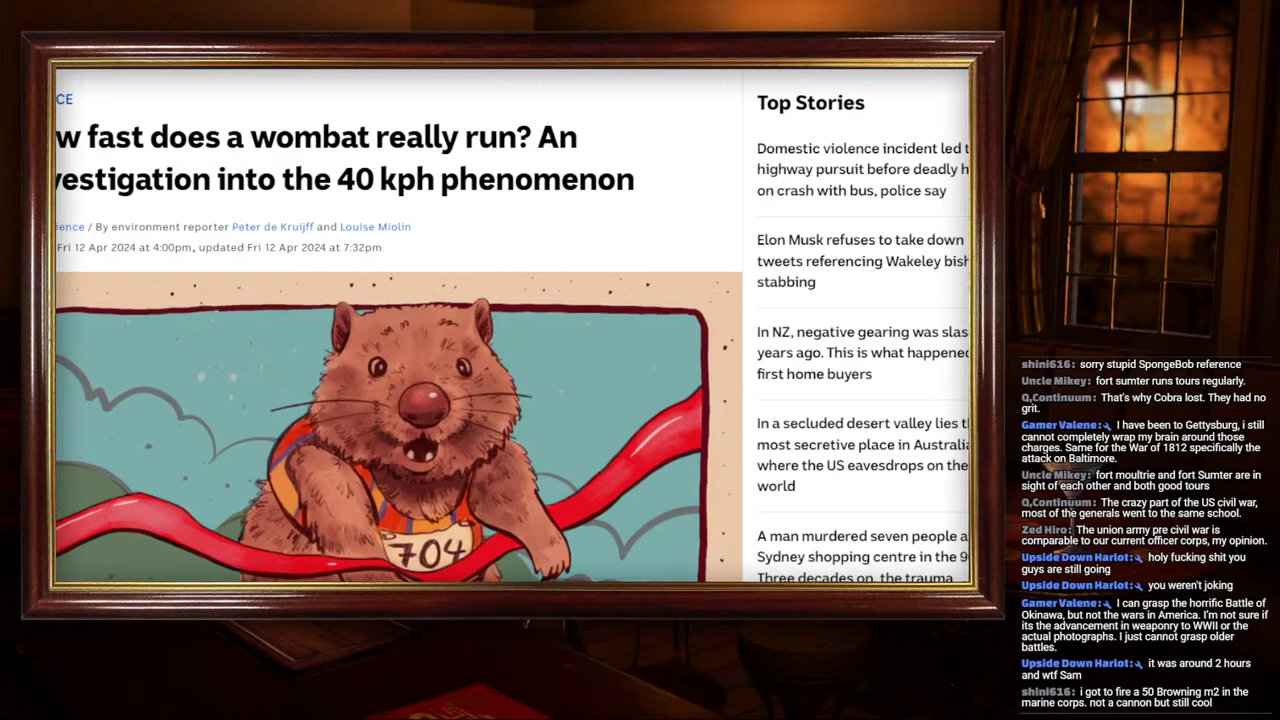 CE
w fast does a wombat really run? An
vestigation into the 40 kph phenomenon
ience / By environment reporter Peter de Kruijff and Louise Miolin
Fri 12 Apr 2024 at 4:00pm, updated Fri 12 Apr 2024 at 7:32pm
704
Top Stories
Domestic violence incident led t
highway pursuit before deadly h
on crash with bus, police say
Elon Musk refuses to take down
tweets referencing Wakeley bish
stabbing
In NZ, negative gearing was slas
years ago. This is what happened
first home buyers
In a secluded desert valley lies t
most secretive place in Australia
where the US eavesdrops on the
world
A man murdered seven people a
Sydney shopping centre in the 9
Three decades on, the trauma
shini616: sorry stupid SpongeBob reference
Uncle Mikey: fort sumter runs tours regularly.
Q,Continuum: That's why Cobra lost. They had no
grit.
Gamer Valene: I have been to Gettysburg, i still
cannot completely wrap my brain around those
charges. Same for the War of 1812 specifically the
attack on Baltimore.
Uncle Mikey: fort moultrie and fort Sumter are in
sight of each other and both good tours
Q,Continuum: The crazy part of the US civil war,
most of the generals went to the same school.
Zed Hiro: The union army pre civil war is
comparable to our current officer corps, my opinion.
Upside Down Harlot: holy fucking shit you
guys are still going
Upside Down Harlot: you weren't joking
Gamer Valene: I can grasp the horrific Battle of
Okinawa, but not the wars in America. I'm not sure if
its the advancement in weaponry to WWII or the
actual photographs. I just cannot grasp older
battles.
Upside Down Harlot: it was around 2 hours
and wtf Sam
shini616: i got to fire a 50 Browning m2 in the
marine corps. not a cannon but still cool